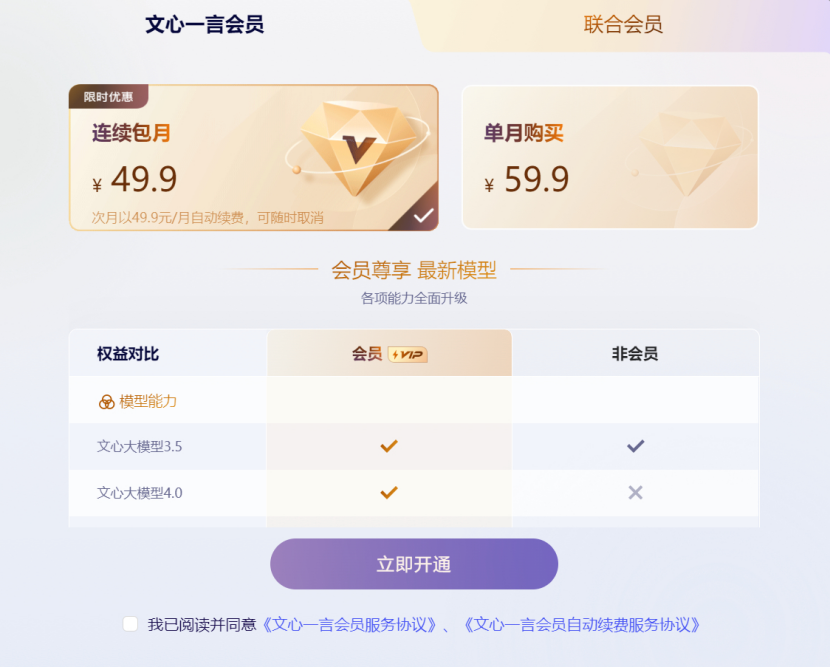 文心一言会员
联合会员
限时优惠
连续包月
¥ 49.9
次月以49.9元/月自动续费，可随时取消
单月购买
¥ 59.9
会员尊享 最新模型
各项能力全面升级
权益对比
会员 VIP
非会员
模型能力
文心大模型3.5
文心大模型4.0
立即开通
我已阅读并同意《文心一言会员服务协议》、《文心一言会员自动续费服务协议》